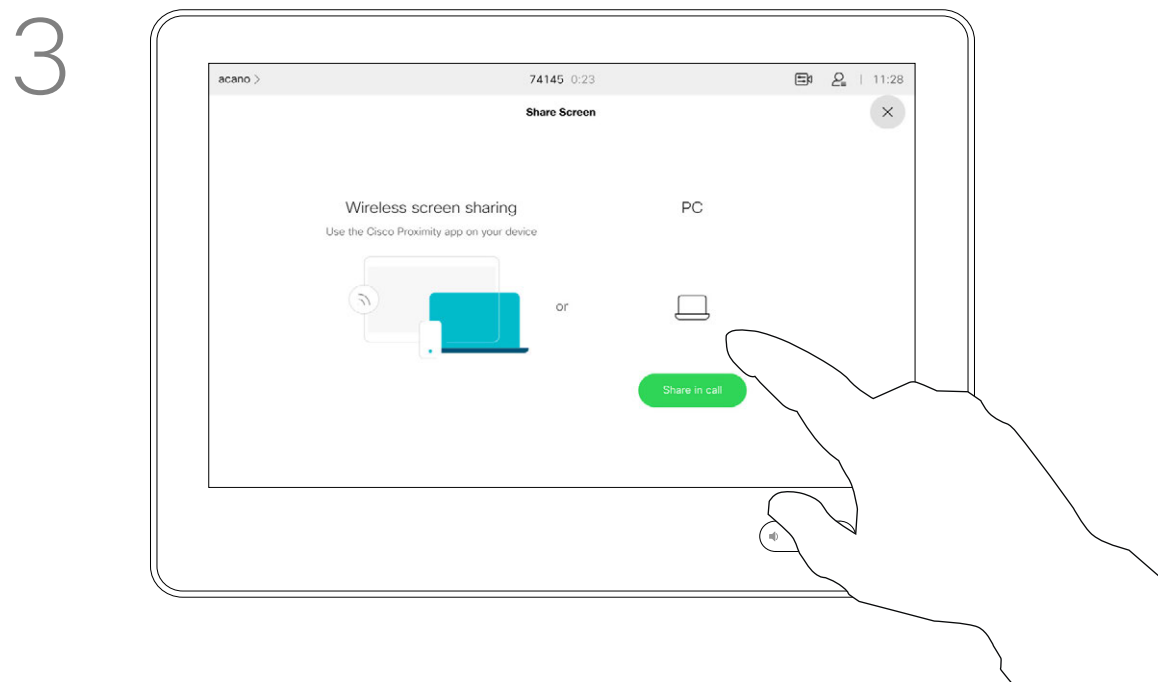 3
acano > 74145 0:23 | 11:28
Share Screen
Wireless screen sharing
Use the Cisco Proximity app on your device
or
PC
Share in call